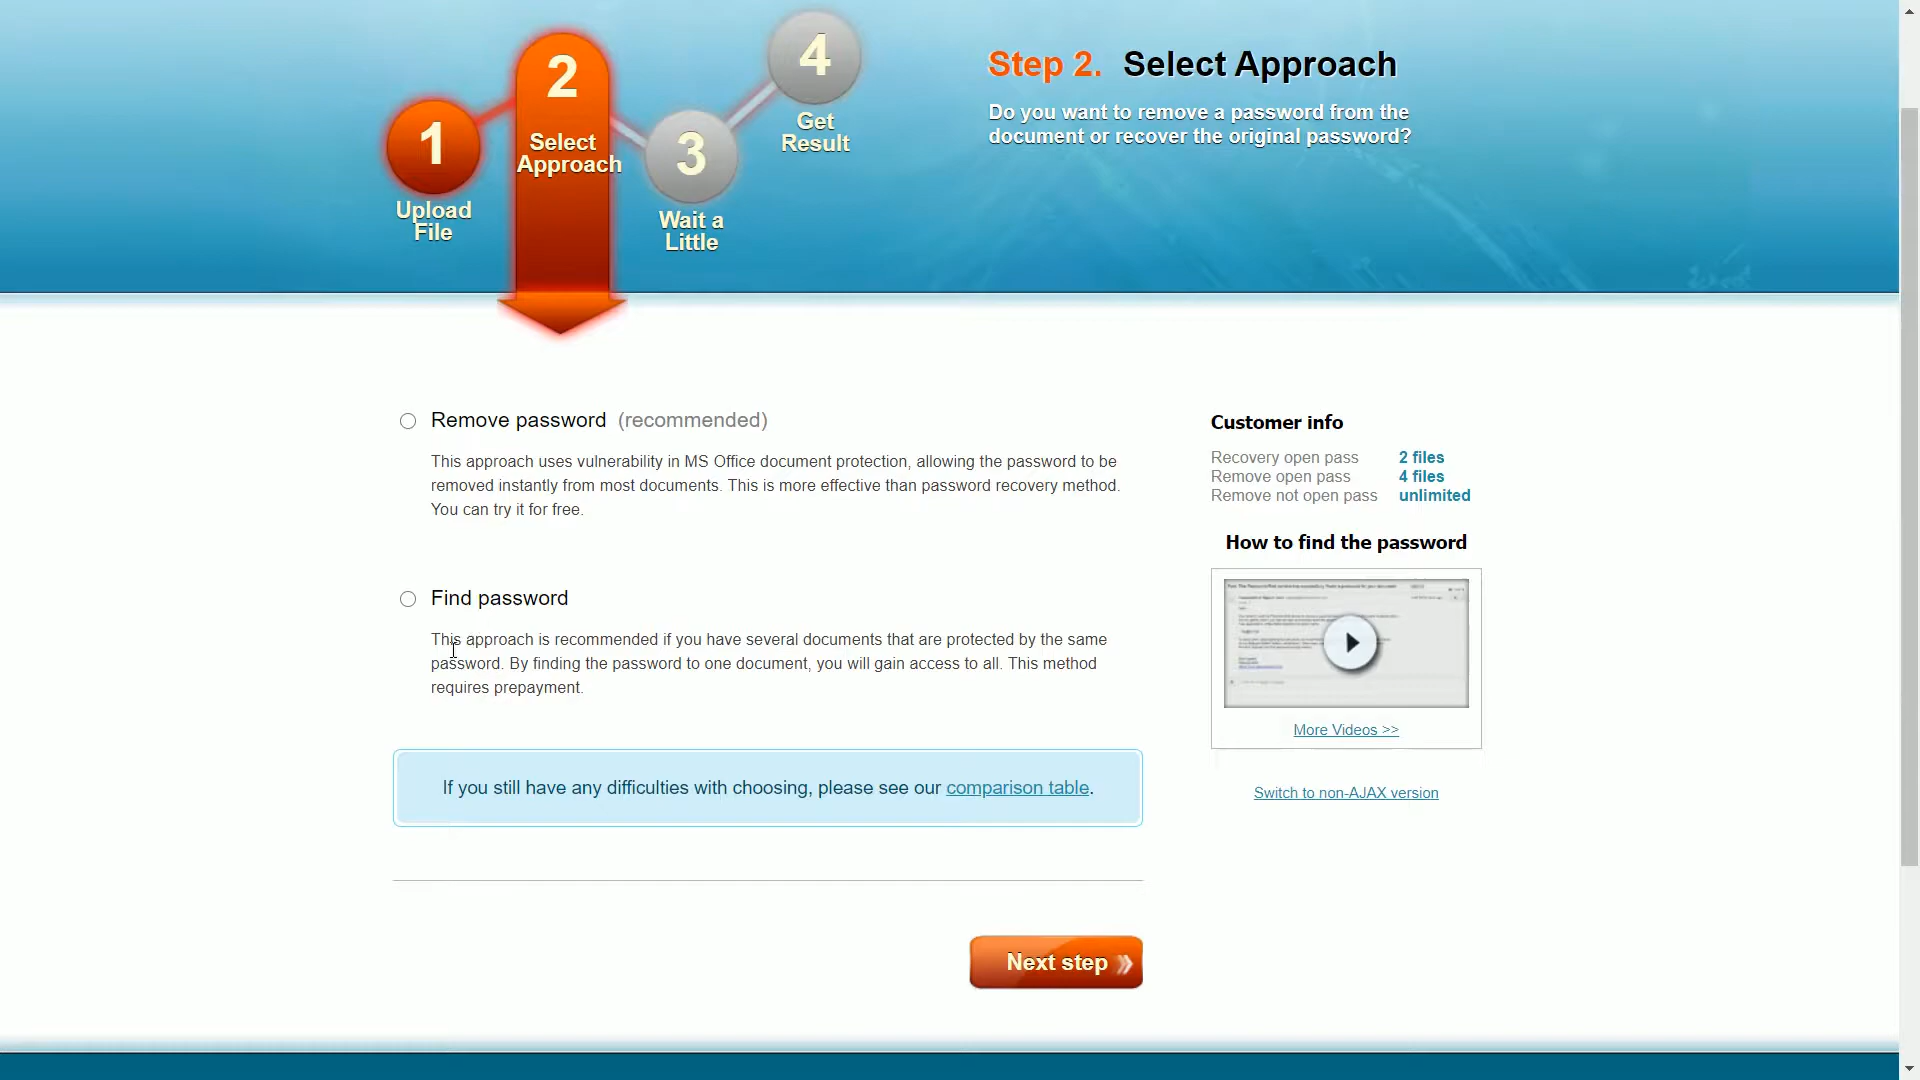 1
Upload
File
2
Select
Approach
3
Wait a
Little
4
Get
Result
Step 2. Select Approach
Do you want to remove a password from the
document or recover the original password?
Remove password (recommended)
This approach uses vulnerability in MS Office document protection, allowing the password to be
removed instantly from most documents. This is more effective than password recovery method.
You can try it for free.
Find password
This approach is recommended if you have several documents that are protected by the same
password. By finding the password to one document, you will gain access to all. This method
requires prepayment.
If you still have any difficulties with choosing, please see our comparison table.
Next step
Customer info
Recovery open pass 2 files
Remove open pass 4 files
Remove not open pass unlimited
How to find the password
More Videos >>
Switch to non-AJAX version